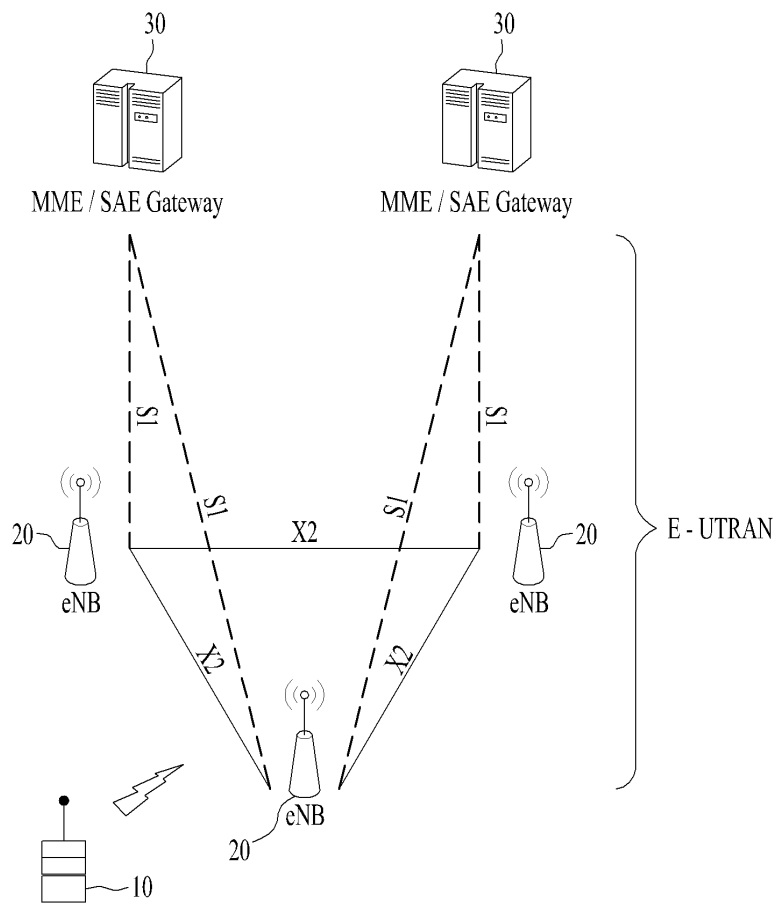 30
30
MME / SAE Gateway
MME / SAE Gateway
S1
S1
S1
S1
20
X2
20
E - UTRAN
eNB
eNB
X2
X2
20
eNB
10